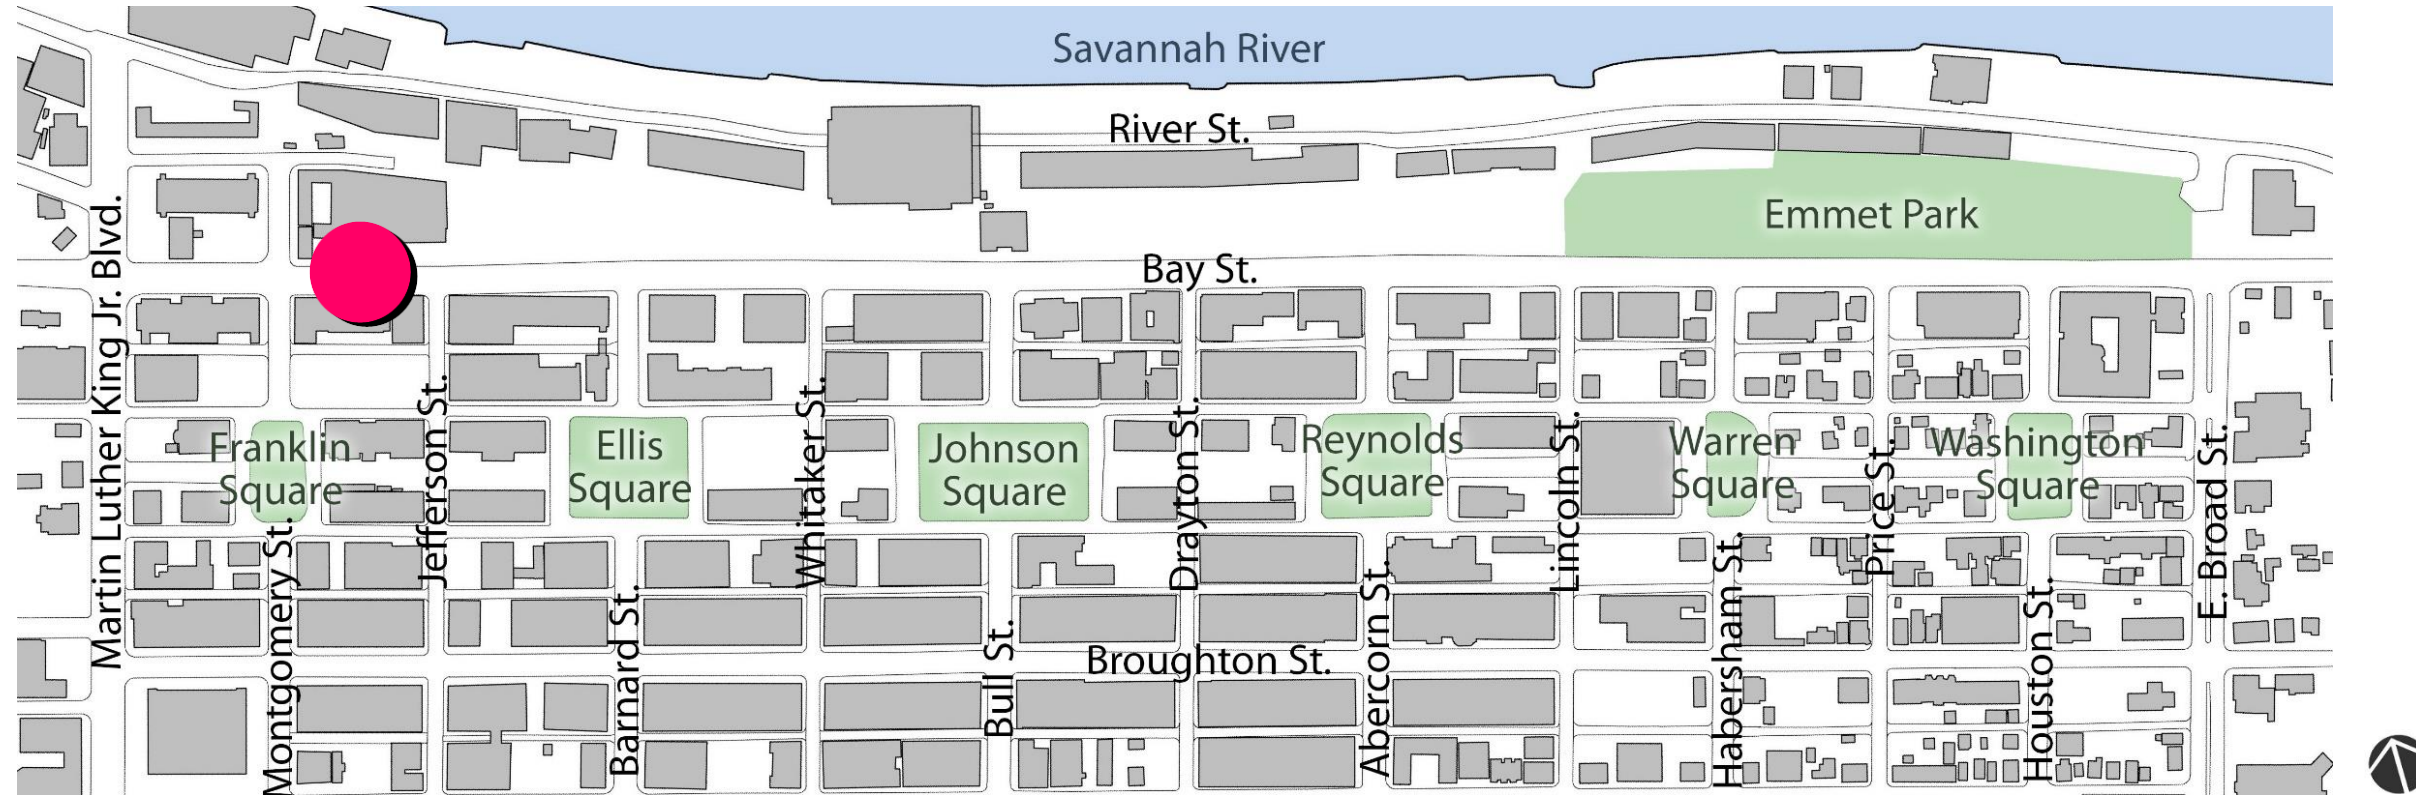 Savannah River
River St.
Emmet Park
Bay St.
Martin Luther King Jr. Blvd.
Franklin
Square
Jefferson St.
Ellis
Square
Whitaker St.
Johnson
Square
Drayton St.
Reynolds
Square
Lincoln St.
Warren
Square
Price St.
Washington
Square
E. Broad St.
Montgomery St.
Barnard St.
Bull St.
Broughton St.
Abercorn St.
Habersham St.
Houston St.